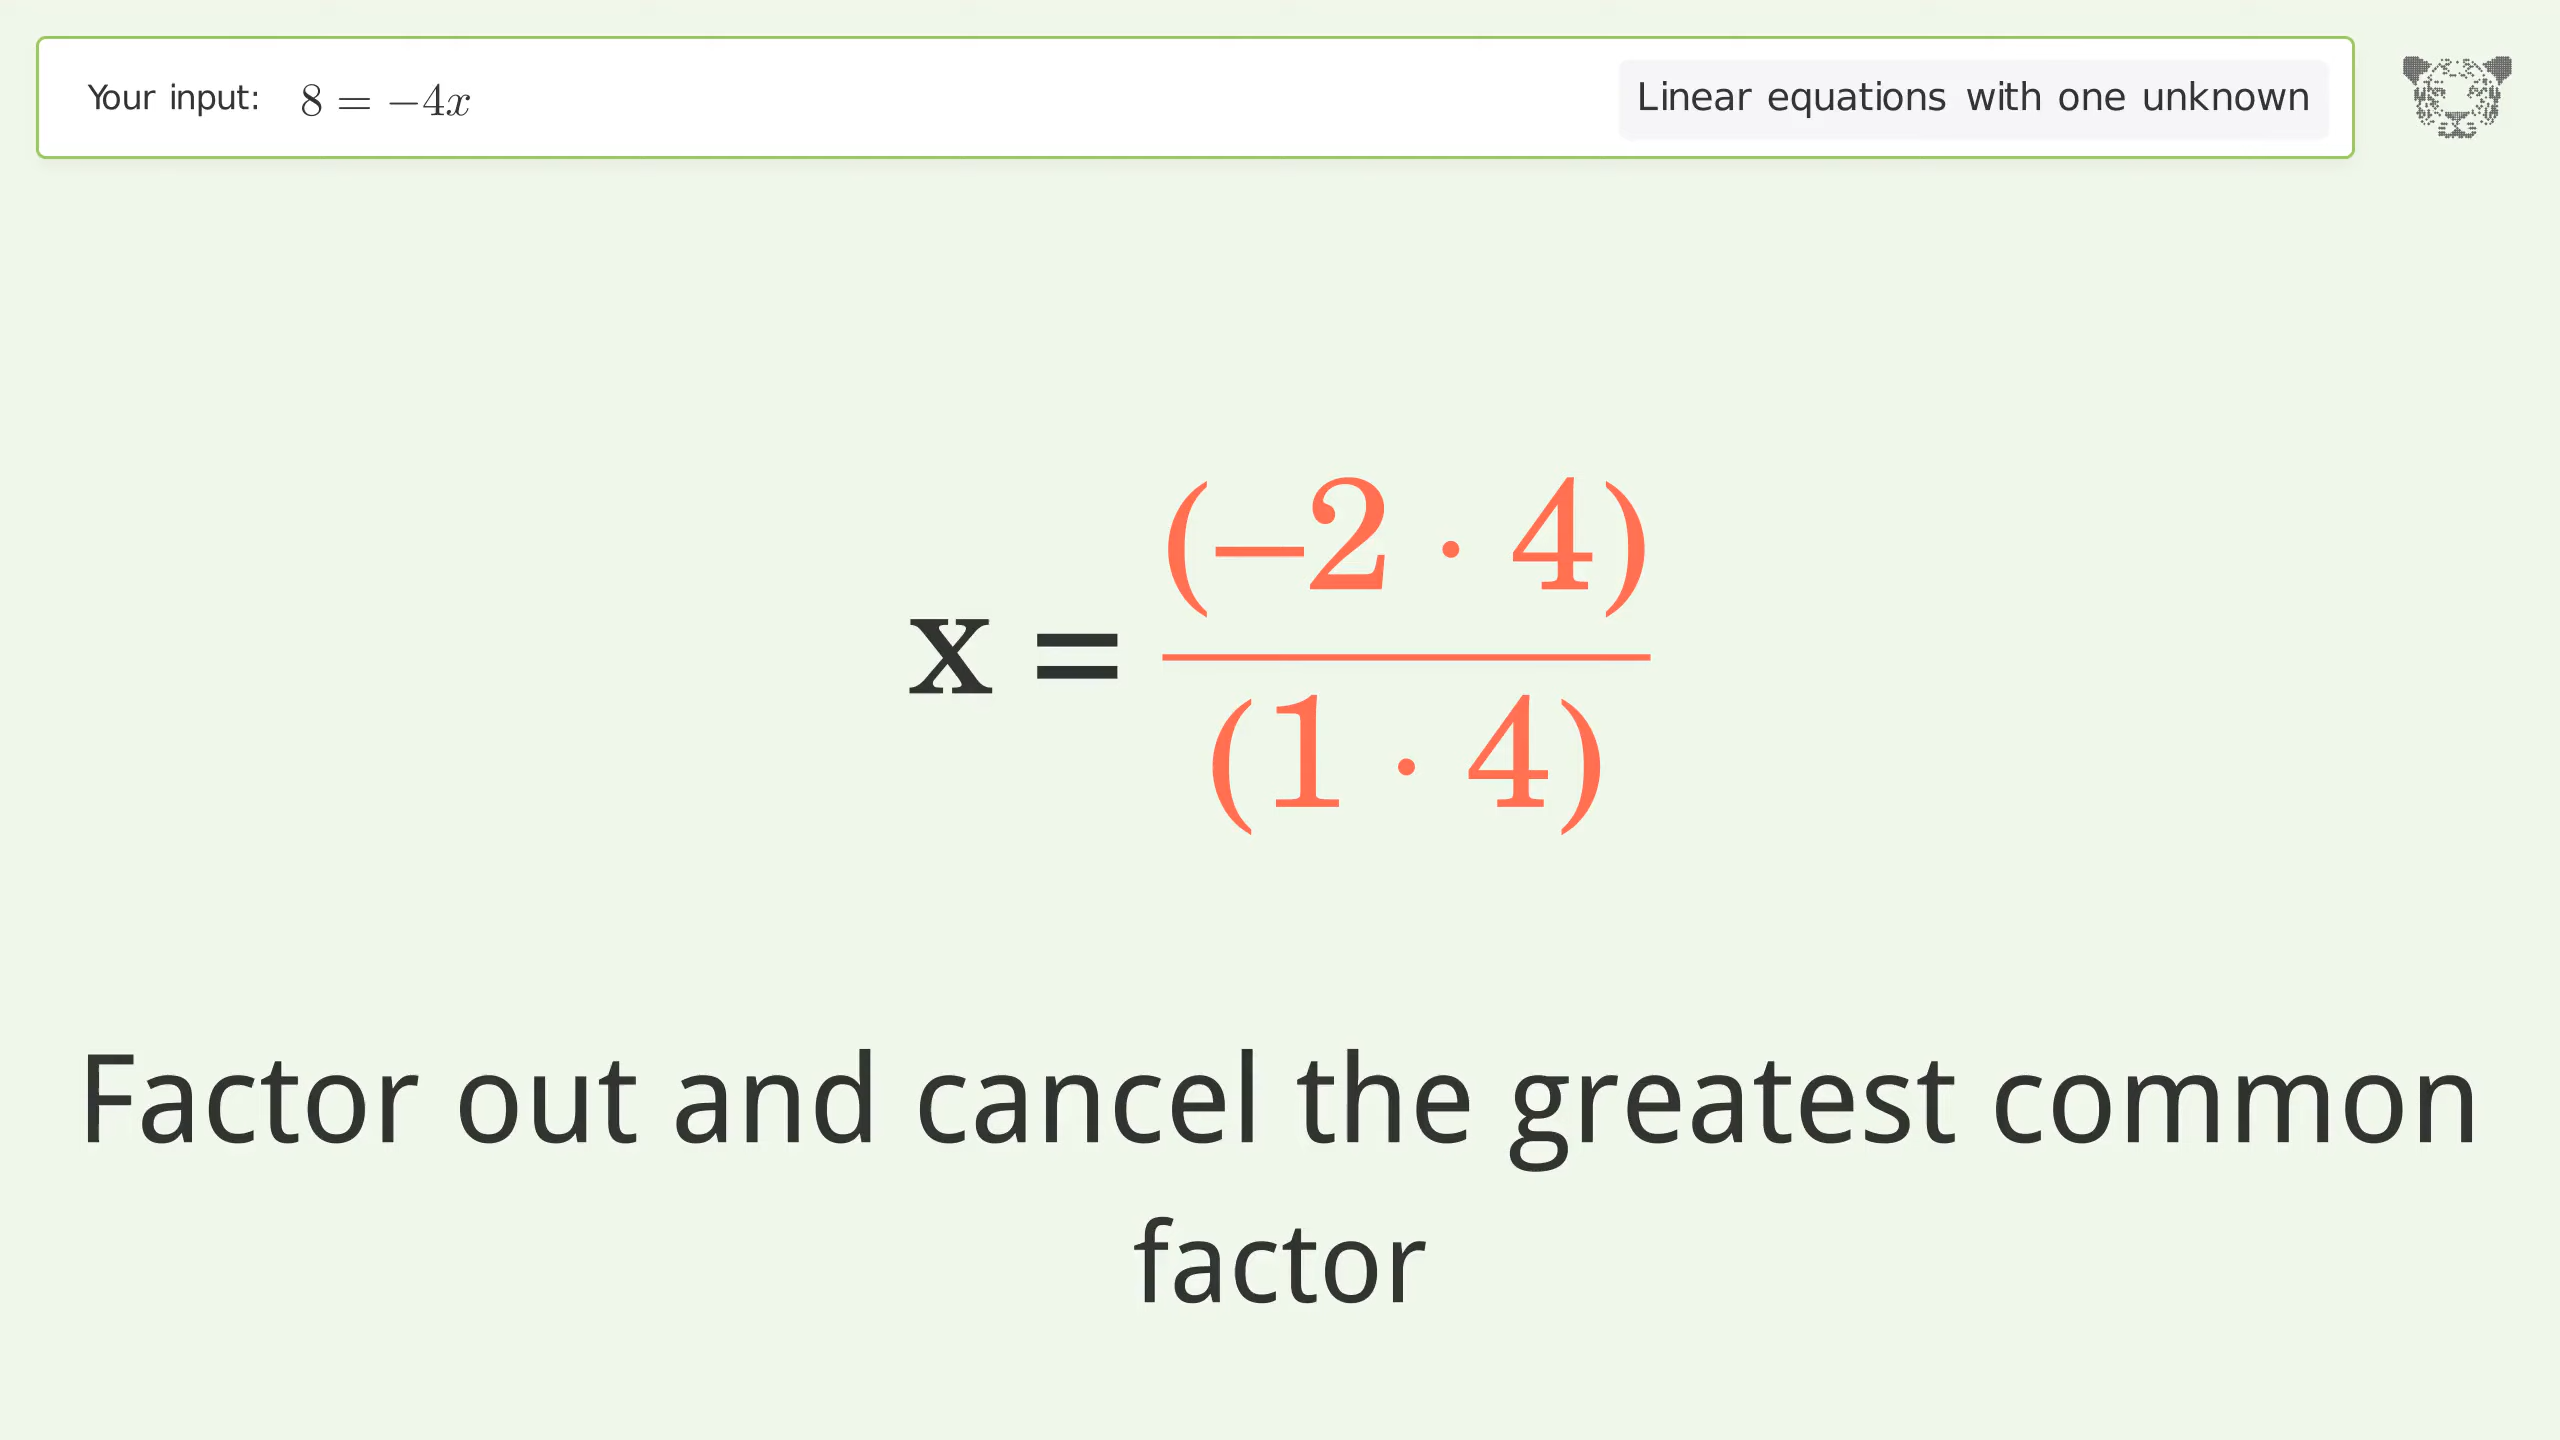 Your input: 8 = −4x
Linear equations with one unknown
x = (−2 · 4) / (1 · 4)
Factor out and cancel the greatest common
factor